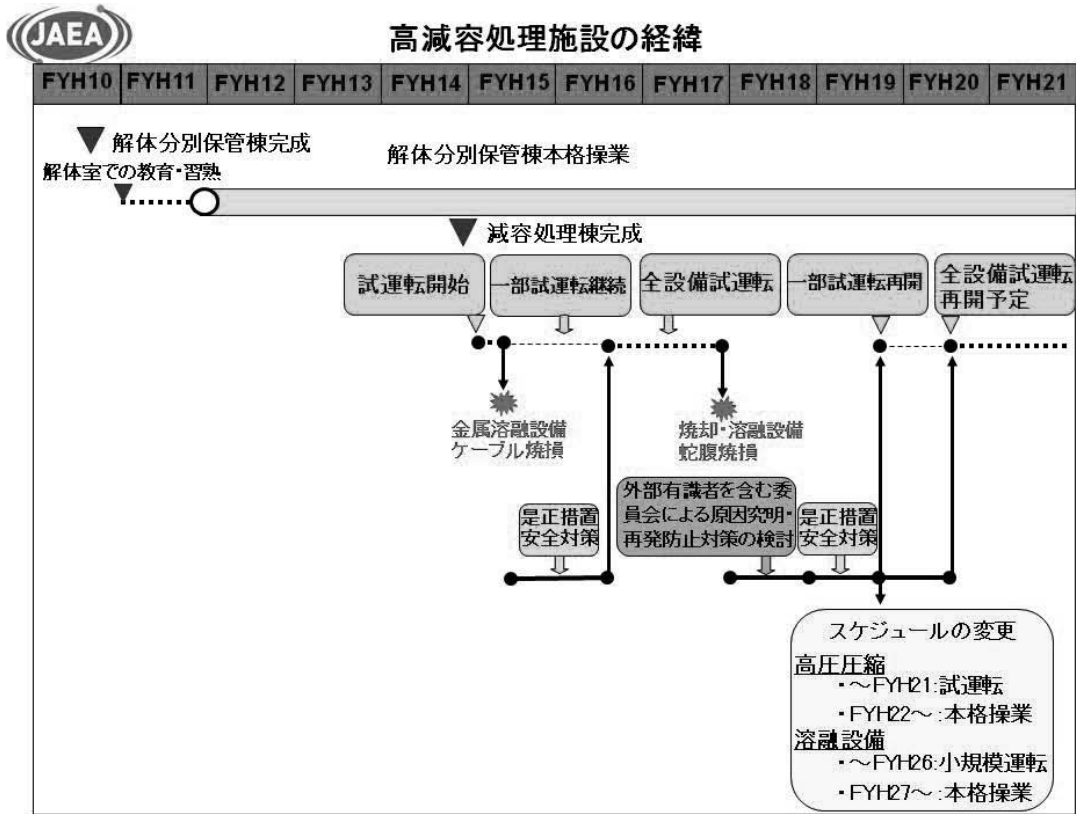 JAEA
高減容処理施設の経緯
FYH10 FYH11 FYH12 FYH13 FYH14 FYH15 FYH16 FYH17 FYH18 FYH19 FYH20 FYH21
解体分別保管棟完成
解体分別保管棟本格操業
解体室での教育・習熟
減容処理棟完成
試運転開始
一部試運転継続
全設備試運転
一部試運転再開
全設備試運転
再開予定
金属溶融設備
ケーブル焼損
焼却・溶融設備
蛇腹焼損
是正措置
安全対策
外部有識者を含む委
員会による原因究明・
再発防止対策の検討
是正措置
安全対策
スケジュールの変更
高圧圧縮
・～FYH21:試運転
・FYH22～:本格操業
溶融設備
・～FYH26:小規模運転
・FYH27～:本格操業